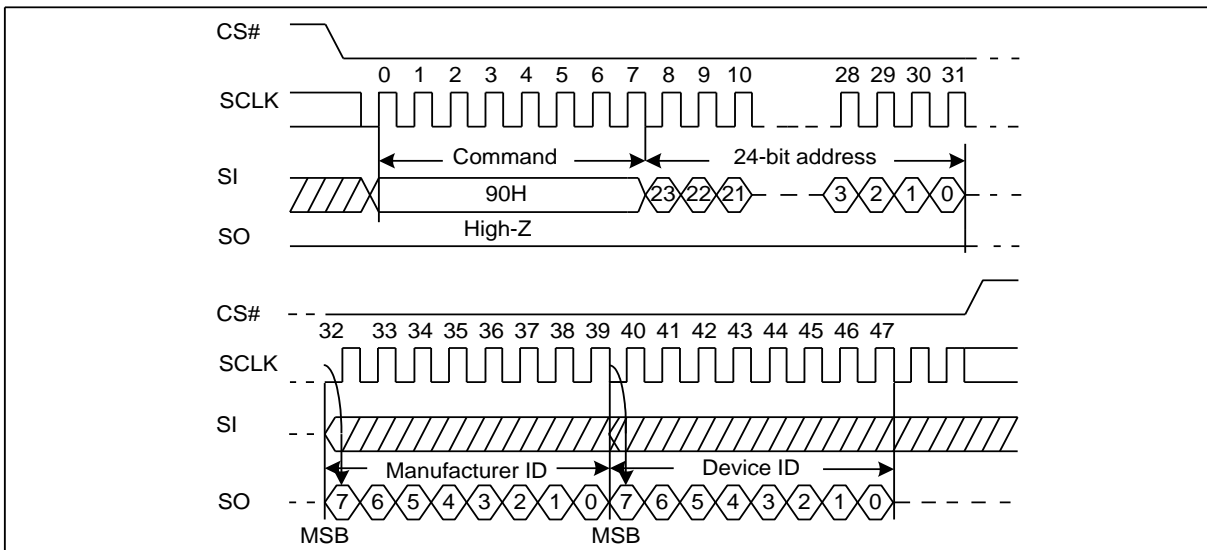 CS#
0 1 2 3 4 5 6 7 8 9 10 28 29 30 31
SCLK
Command 24-bit address
SI
90H 23 22 21 3 2 1 0
High-Z
SO
CS#
32 33 34 35 36 37 38 39 40 41 42 43 44 45 46 47
SCLK
SI
Manufacturer ID Device ID
SO 7 6 5 4 3 2 1 0 7 6 5 4 3 2 1 0
MSB MSB